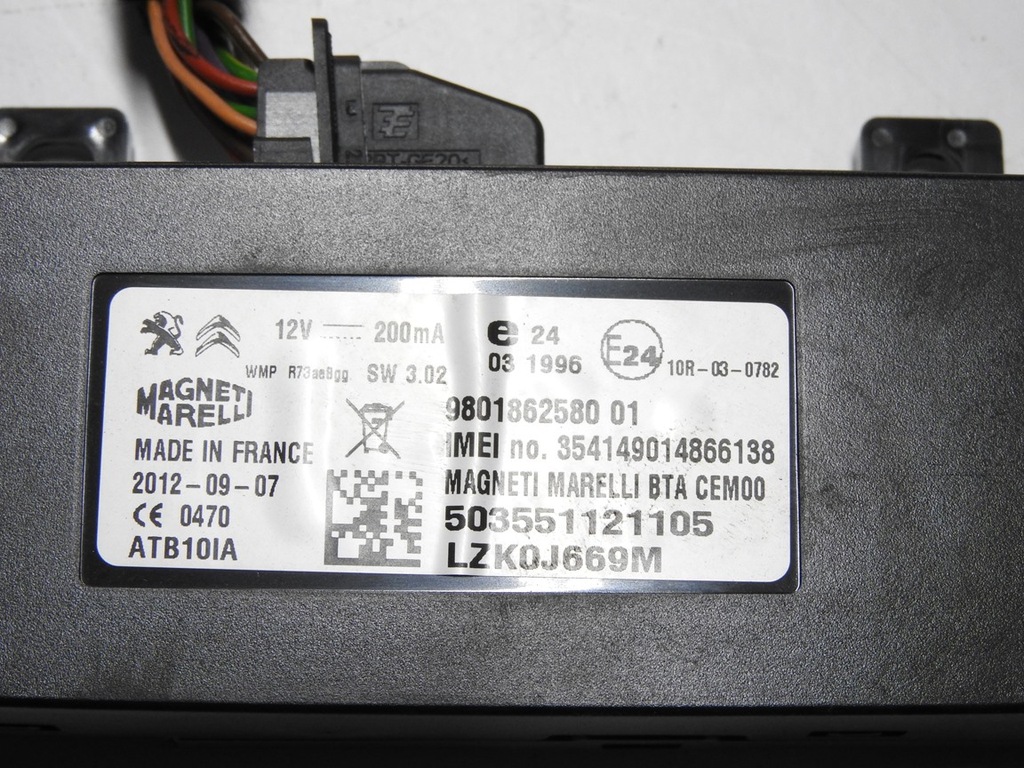 12V 200mA
e 24
03 1996
E24
10R-03-0782
WMP R73aeBgg SW 3.02
MAGNETI
MARELLI
MADE IN FRANCE
2012-09-07
CE 0470
ATB10IA
9801862580 01
IMEI no. 354149014866138
MAGNETI MARELLI BTA CEM00
503551121105
LZK0J669M